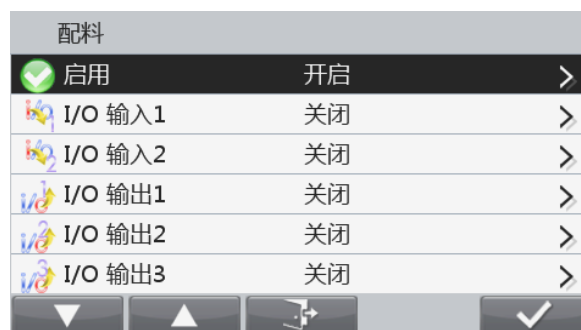 配料
启用 开启
I/O 输入1 关闭
I/O 输入2 关闭
I/O 输出1 关闭
I/O 输出2 关闭
I/O 输出3 关闭